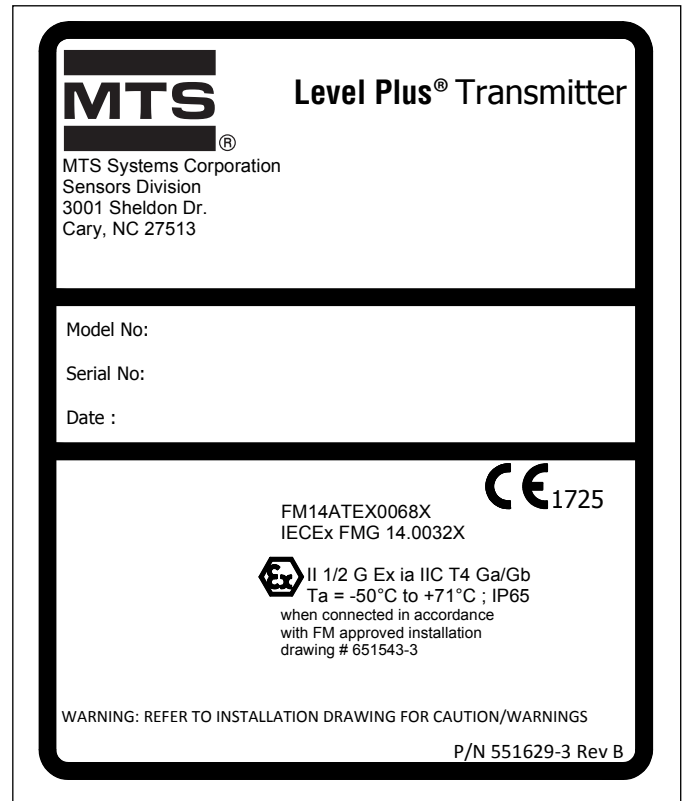 MTS®
Level Plus® Transmitter
MTS Systems Corporation
Sensors Division
3001 Sheldon Dr.
Cary, NC 27513
Model No:
Serial No:
Date :
CE 1725
FM14ATEX0068X
IECEx FMG 14.0032X
Ex II 1/2 G Ex ia IIC T4 Ga/Gb
Ta = -50°C to +71°C ; IP65
when connected in accordance
with FM approved installation
drawing # 651543-3
WARNING: REFER TO INSTALLATION DRAWING FOR CAUTION/WARNINGS
P/N 551629-3 Rev B